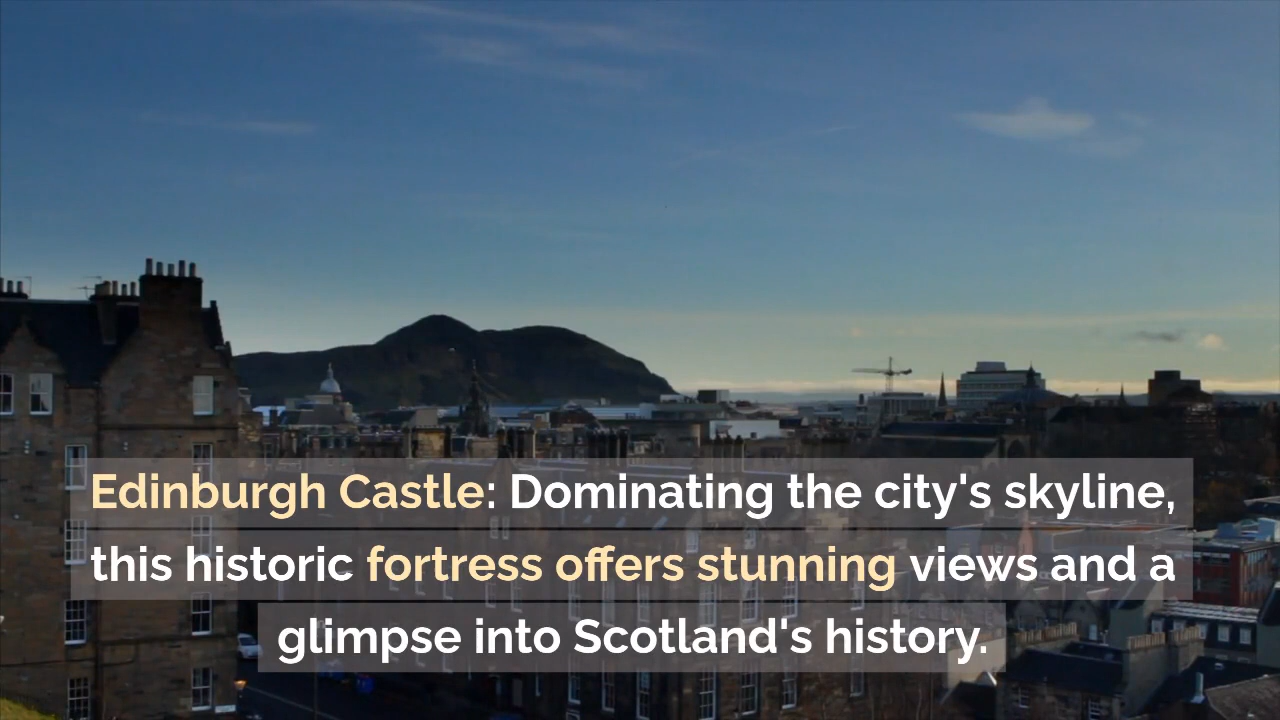 Edinburgh Castle: Dominating the city's skyline,
this historic fortress offers stunning views and a
glimpse into Scotland's history.